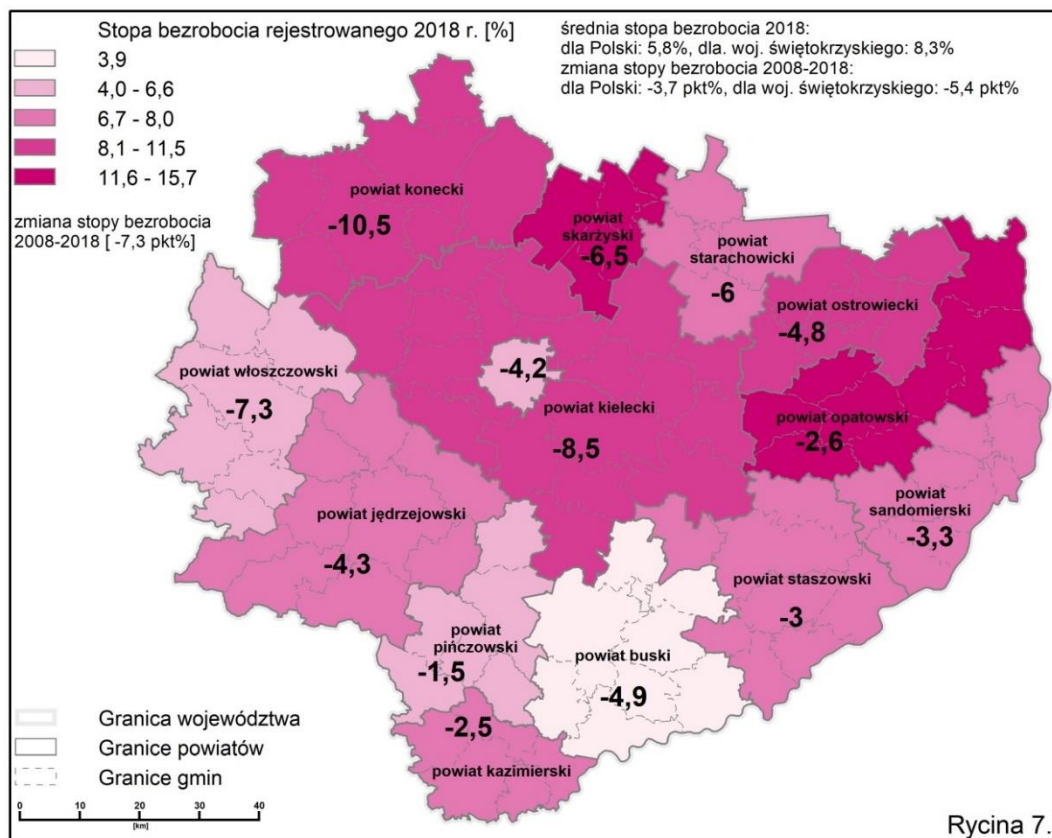 Stopa bezrobocia rejestrowanego 2018 r. [%]
3,9
4,0 - 6,6
6,7 - 8,0
8,1 - 11,5
11,6 - 15,7
zmiana stopy bezrobocia
2008-2018 [ -7,3 pkt%]
średnia stopa bezrobocia 2018:
dla Polski: 5,8%, dla. woj. świętokrzyskiego: 8,3%
zmiana stopy bezrobocia 2008-2018:
dla Polski: -3,7 pkt%, dla woj. świętokrzyskiego: -5,4 pkt%
powiat konecki
-10,5
powiat
skarżyski
-6,5
powiat
starachowicki
-6
powiat ostrowiecki
-4,8
powiat włoszczowski
-7,3
-4,2
powiat kielecki
-8,5
powiat opatowski
-2,6
powiat
sandomierski
-3,3
powiat jędrzejowski
-4,3
powiat staszowski
-3
powiat
pińczowski
-1,5
powiat buski
-4,9
-2,5
powiat kazimierski
Granica województwa
Granice powiatów
Granice gmin
0 10 20 30 40
[km]
Rycina 7.